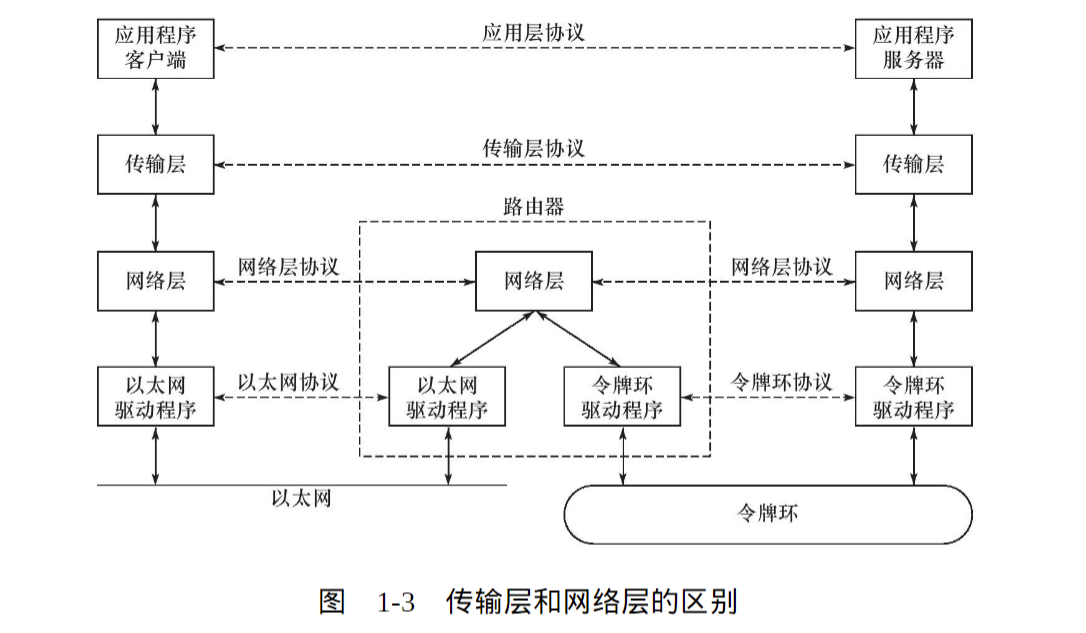 应用程序
客户端
应用层协议
应用程序
服务器
传输层
传输层协议
传输层
路由器
网络层
网络层协议
网络层
网络层协议
网络层
以太网
驱动程序
以太网协议
以太网
驱动程序
令牌环
驱动程序
令牌环协议
令牌环
驱动程序
以太网
令牌环
图 1-3 传输层和网络层的区别